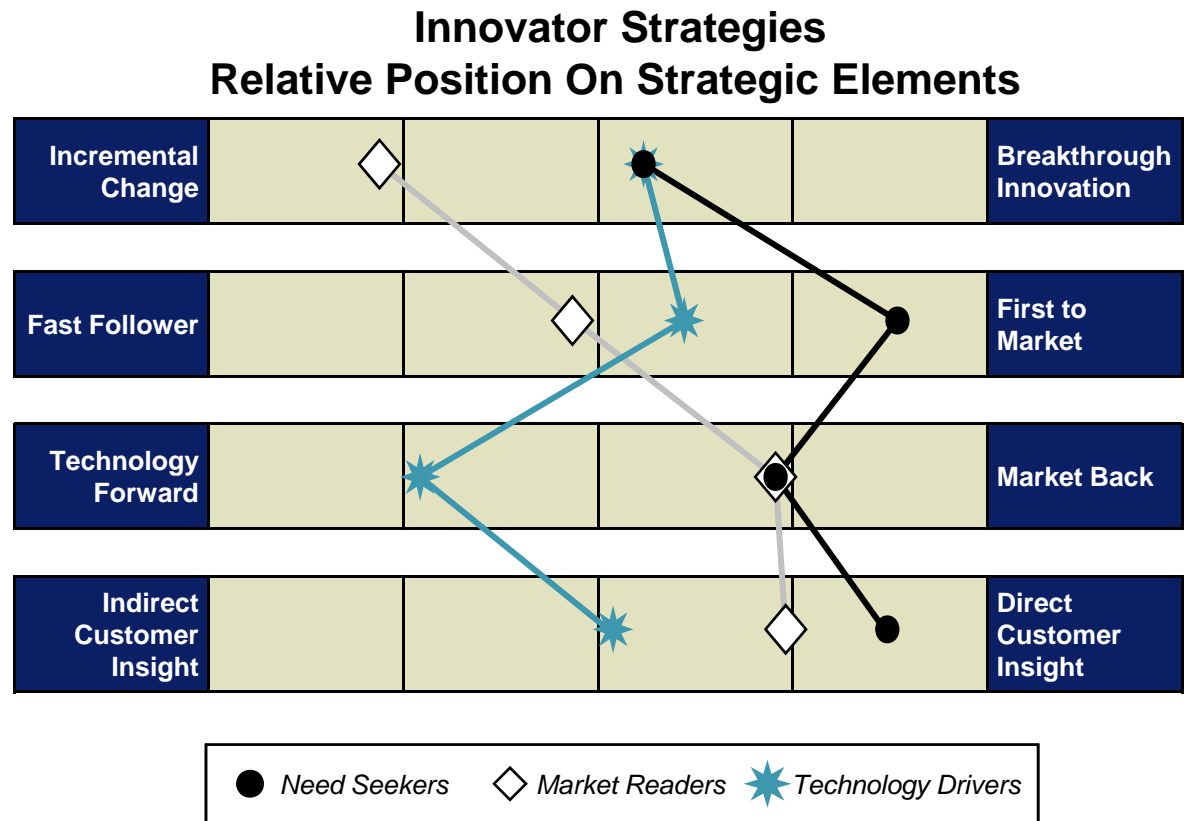 Innovator Strategies
Relative Position On Strategic Elements
Incremental
Change
Breakthrough
Innovation
Fast Follower
First to
Market
Technology
Forward
Market Back
Indirect
Customer
Insight
Direct
Customer
Insight
Need Seekers
Market Readers
Technology Drivers